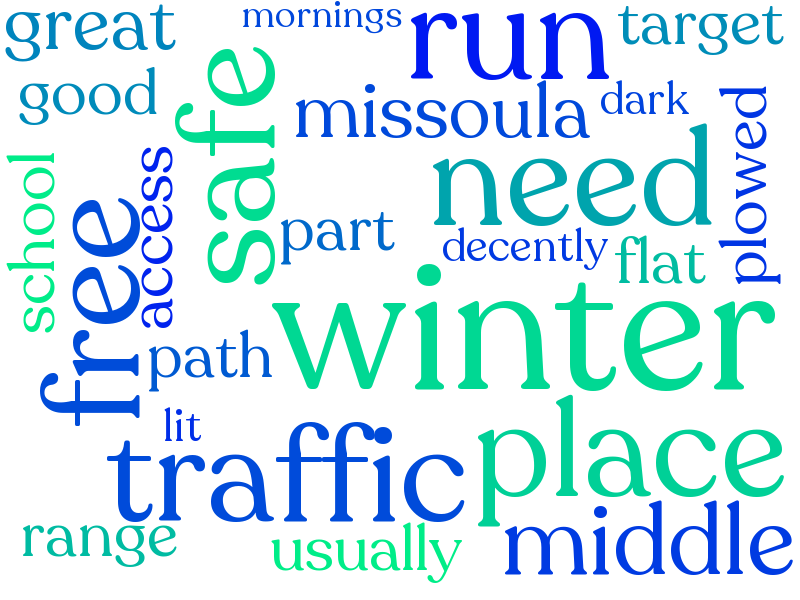 great
mornings
run
target
good
safe
missoula
dark
plowed
school
free
access
need
part
decently
flat
winter
path
lit
traffic
place
range
usually
middle